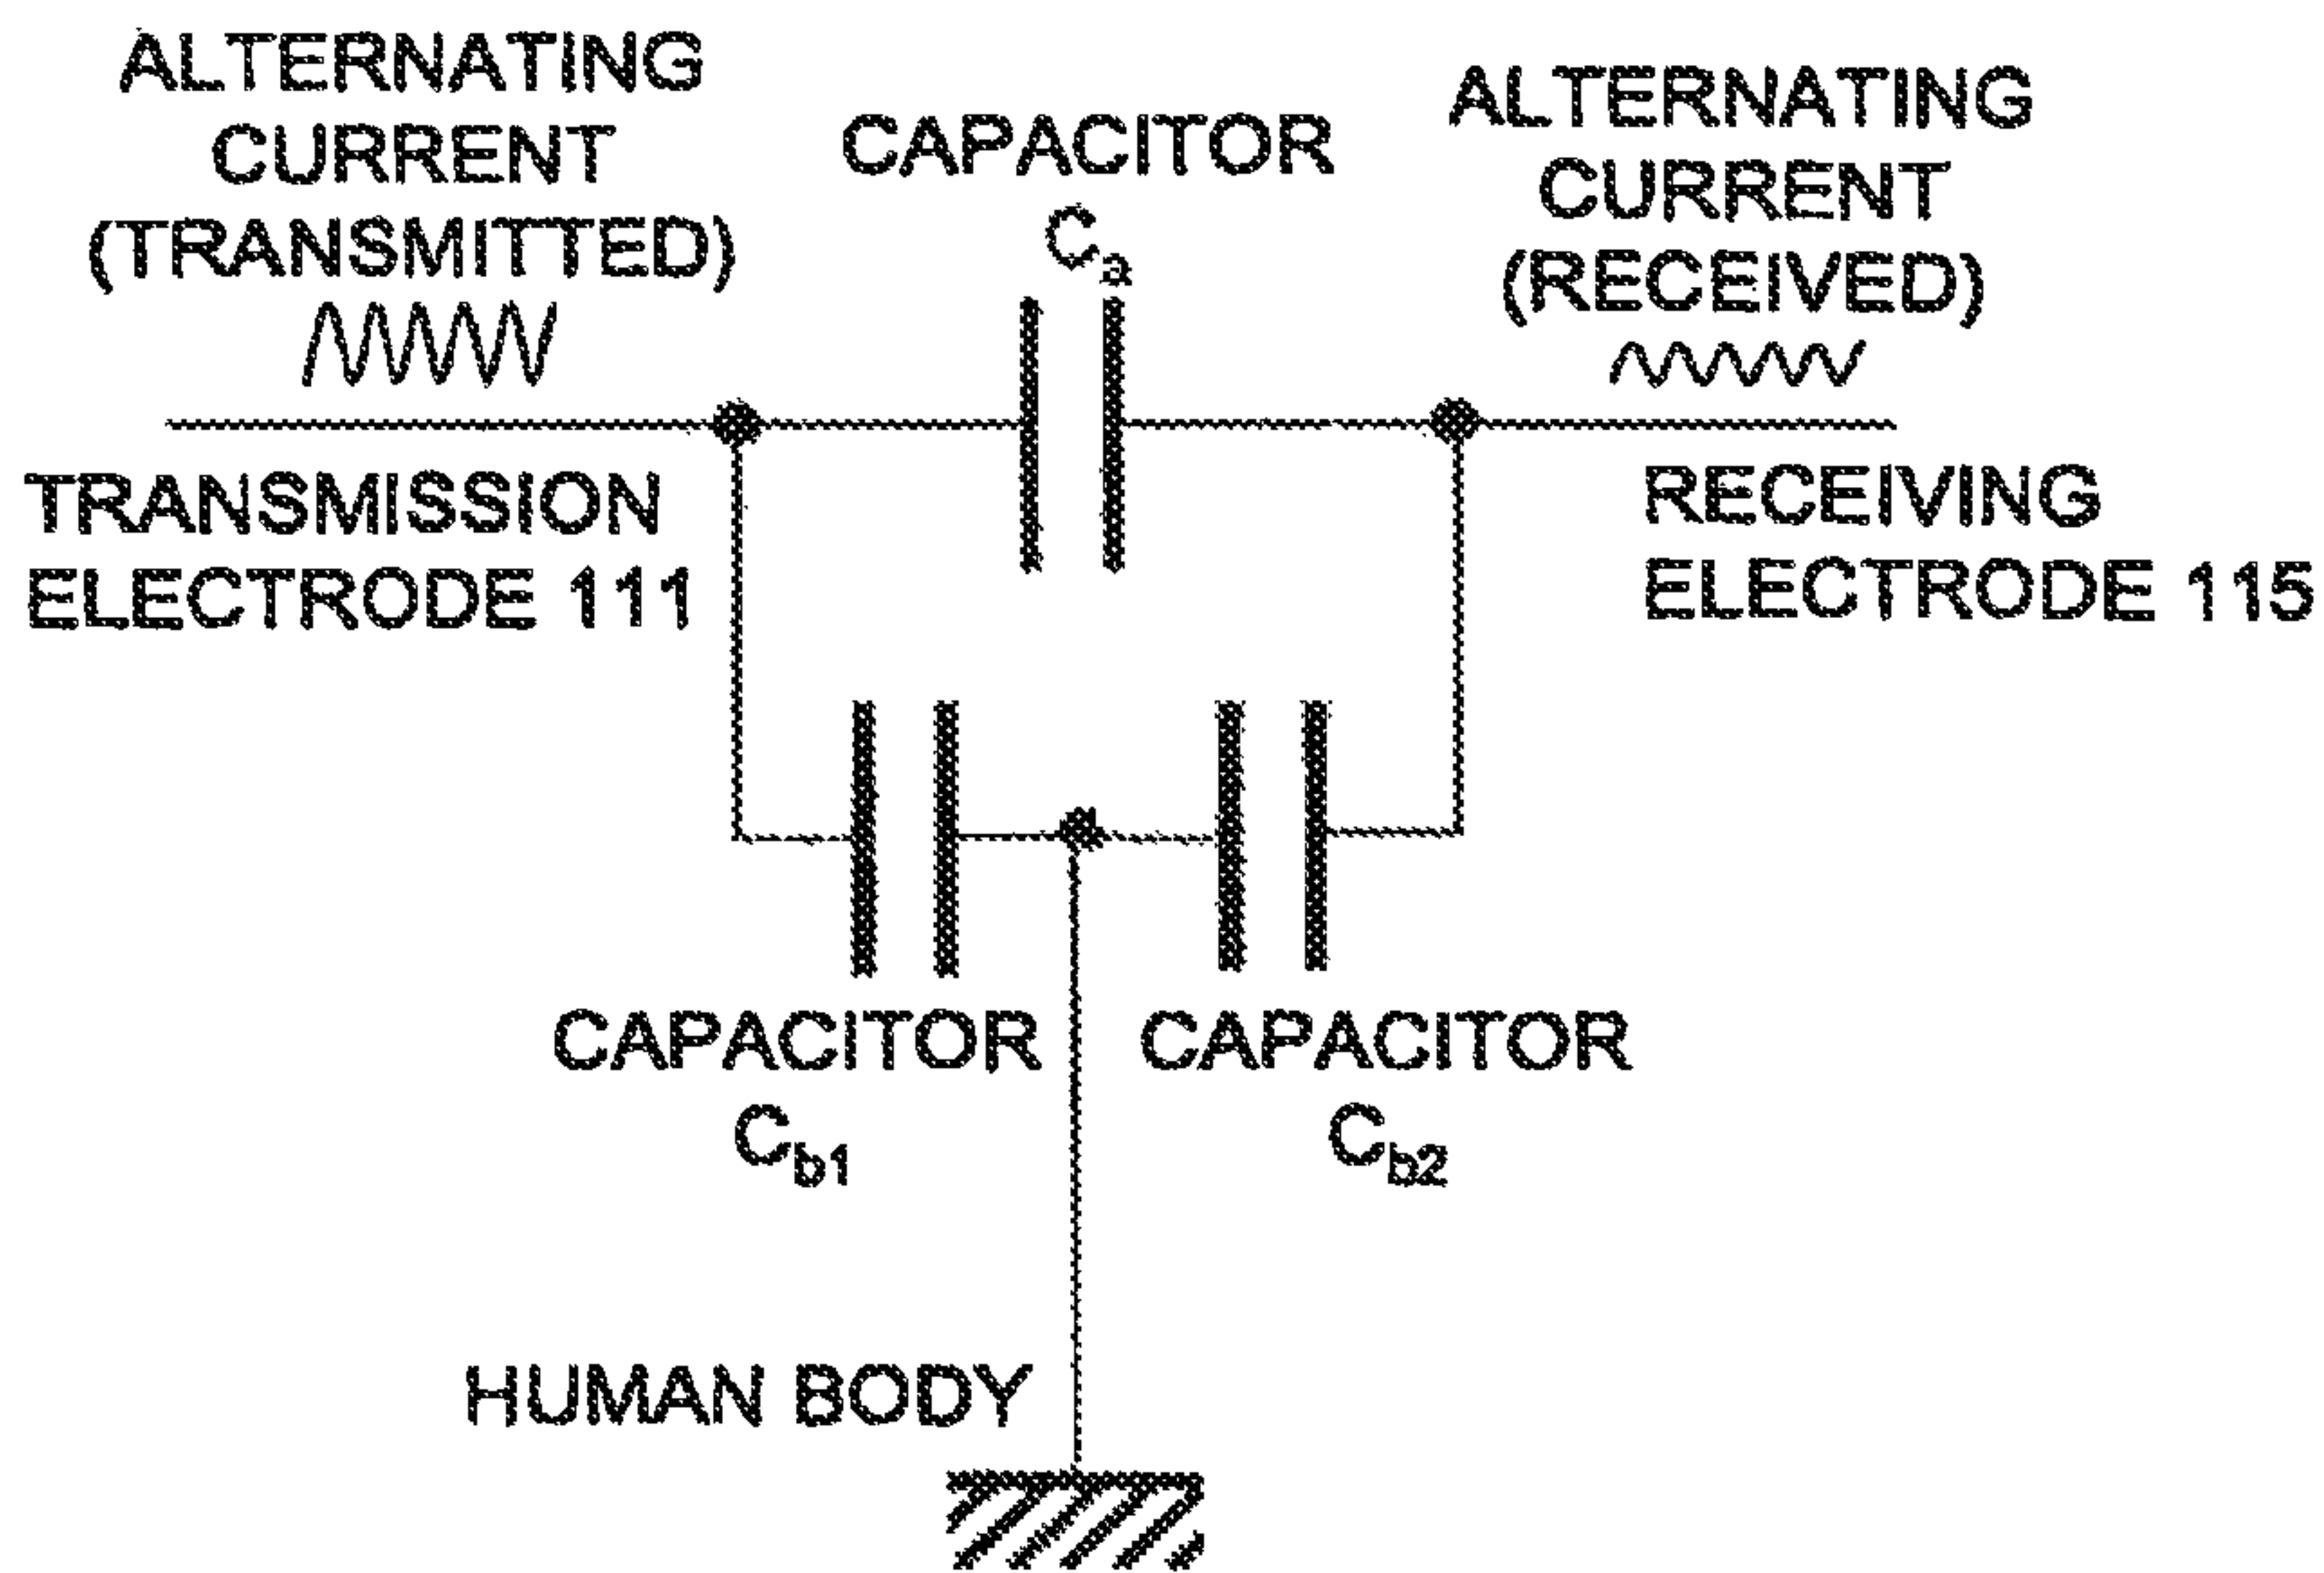 ALTERNATING
CURRENT
(TRANSMITTED)
CAPACITOR
Ca
ALTERNATING
CURRENT
(RECEIVED)
TRANSMISSION
ELECTRODE 111
RECEIVING
ELECTRODE 115
CAPACITOR
Cb1
CAPACITOR
Cb2
HUMAN BODY